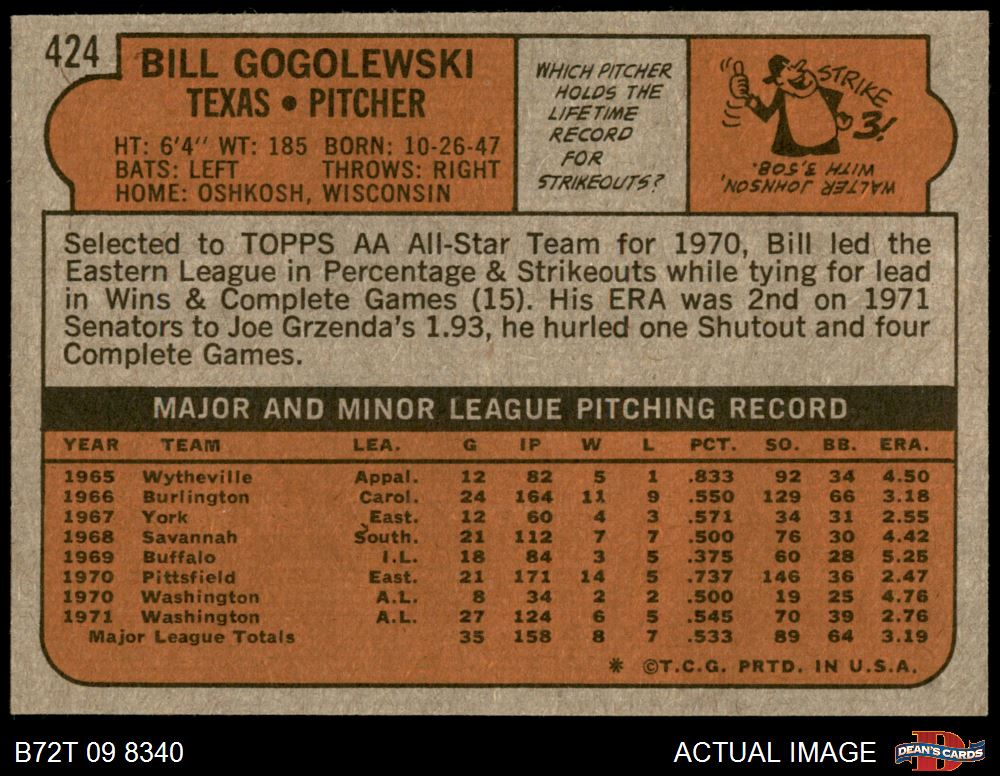 424
BILL GOGOLEWSKI
TEXAS • PITCHER
HT: 6'4" WT: 185 BORN: 10-26-47
BATS: LEFT THROWS: RIGHT
HOME: OSHKOSH, WISCONSIN
WHICH PITCHER
HOLDS THE
LIFETIME
RECORD
FOR
STRIKEOUTS?
STRIKE
3!
WALTER JOHNSON,
WITH 3,508.
Selected to TOPPS AA All-Star Team for 1970, Bill led the
Eastern League in Percentage & Strikeouts while tying for lead
in Wins & Complete Games (15). His ERA was 2nd on 1971
Senators to Joe Grzenda's 1.93, he hurled one Shutout and four
Complete Games.
MAJOR AND MINOR LEAGUE PITCHING RECORD
YEAR TEAM LEA. G IP W L PCT. SO. BB. ERA.
1965 Wytheville Appal. 12 82 5 1 .833 92 34 4.50
1966 Burlington Carol. 24 164 11 9 .550 129 66 3.18
1967 York East. 12 60 4 3 .571 34 31 2.55
1968 Savannah South. 21 112 7 7 .500 76 30 4.42
1969 Buffalo I.L. 18 84 3 5 .375 60 28 5.25
1970 Pittsfield East. 21 171 14 5 .737 146 36 2.47
1970 Washington A.L. 8 34 2 2 .500 19 25 4.76
1971 Washington A.L. 27 124 6 5 .545 70 39 2.76
Major League Totals 35 158 8 7 .533 89 64 3.19
* ©T.C.G. PRTD. IN U.S.A.
B72T 09 8340
ACTUAL IMAGE
D
DEAN'S CARDS